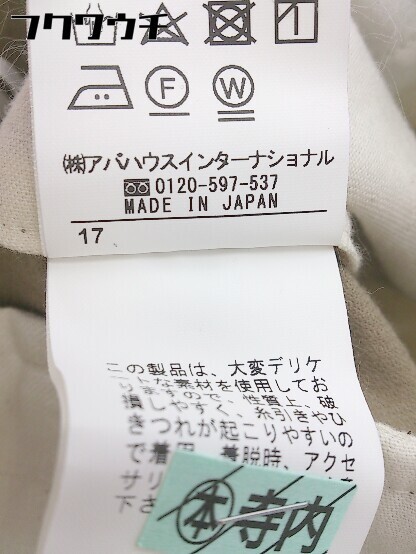 フクウクチ
F W
㈱アバハウスインターナショナル
0120-597-537
MADE IN JAPAN
17
この製品は、大変デリケ
ートな素材を使用してお
りますので、性質上、破
損しやすく、糸引きやひ
きつれが起こりやすいの
で着用、着脱時、アクセ
サリ
下さ
本 寺内